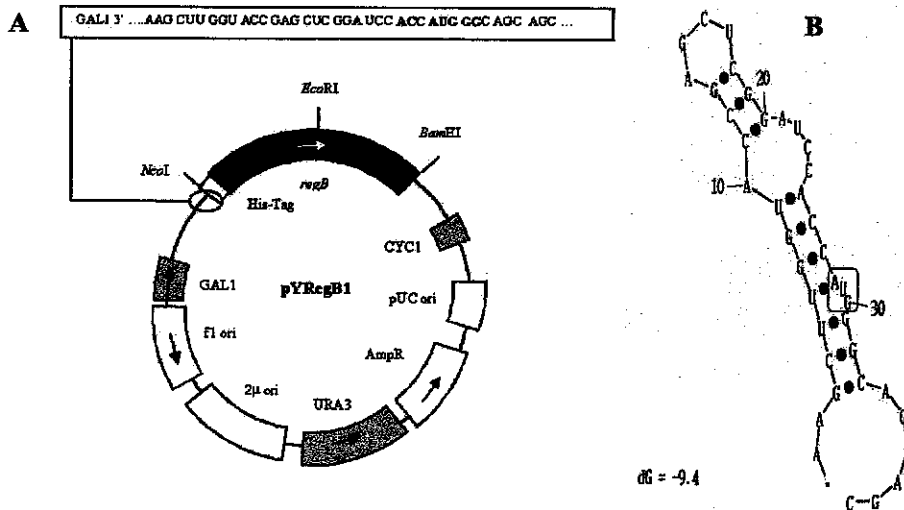 A
GAL1 3' ....AAG CUU GGU ACC GAG CUC GGA UCC ACC AUG GGC AGC AGC ...
B
EcoRI
BamHI
NcoI
regB
His-Tag
CYC1
GAL1
pYRegB1
pUC ori
f1 ori
AmpR
2μ ori
URA3
10
20
30
dG = -9.4